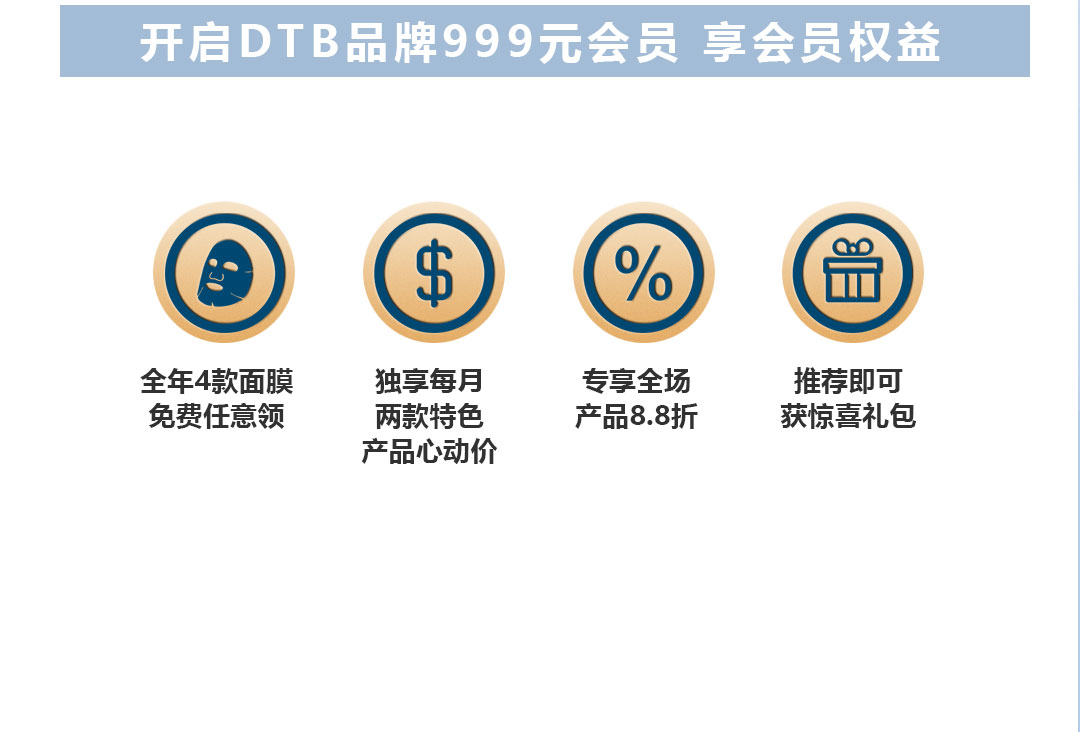 开启DTB品牌999元会员 享会员权益
全年4款面膜
免费任意领
独享每月
两款特色
产品心动价
专享全场
产品8.8折
推荐即可
获惊喜礼包